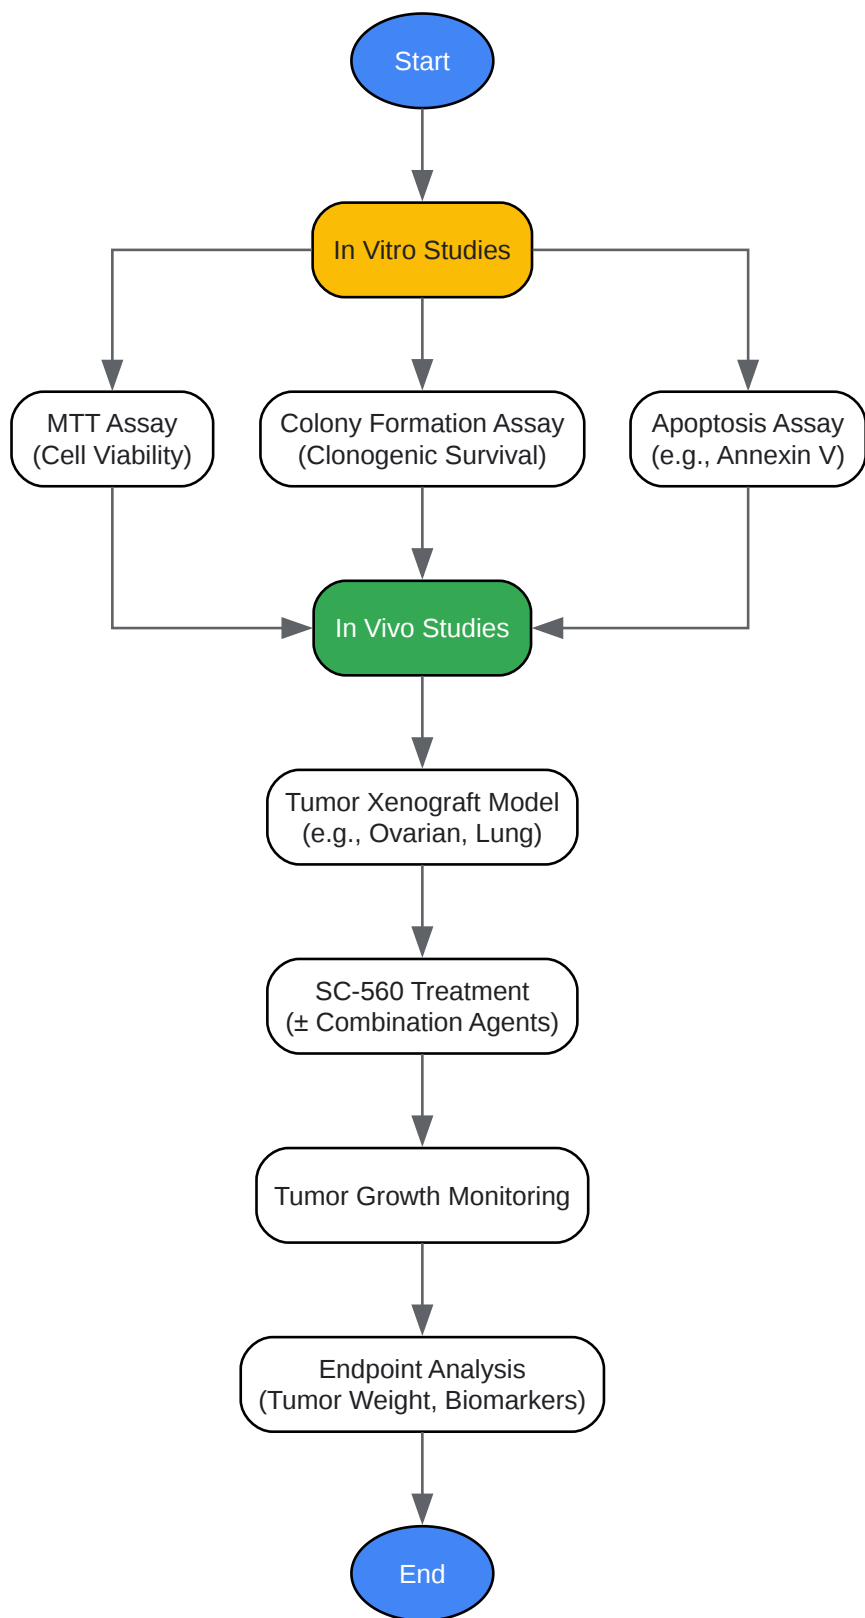 Start
In Vitro Studies
MTT Assay
(Cell Viability)
Colony Formation Assay
(Clonogenic Survival)
Apoptosis Assay
(e.g., Annexin V)
In Vivo Studies
Tumor Xenograft Model
(e.g., Ovarian, Lung)
SC-560 Treatment
(± Combination Agents)
Tumor Growth Monitoring
Endpoint Analysis
(Tumor Weight, Biomarkers)
End